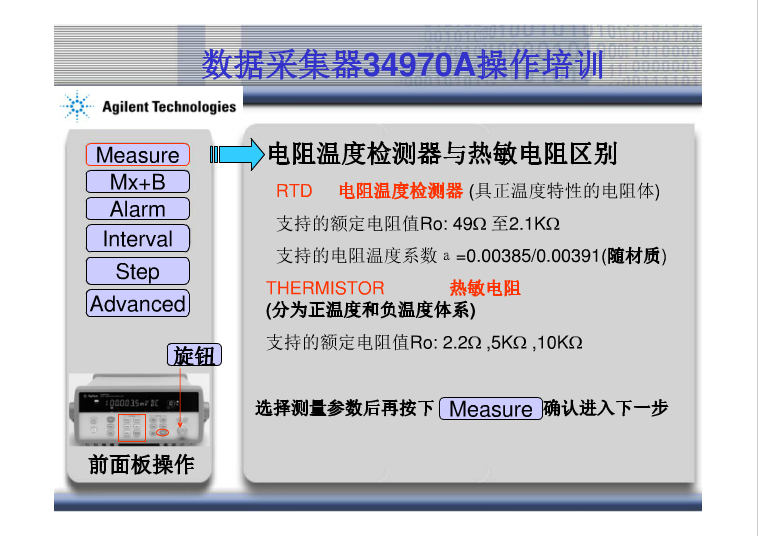 数据采集器34970A操作培训
Agilent Technologies
Measure
Mx+B
Alarm
Interval
Step
Advanced
旋钮
前面板操作
电阻温度检测器与热敏电阻区别
RTD 电阻温度检测器 (具正温度特性的电阻体)
支持的额定电阻值Ro: 49Ω 至2.1KΩ
支持的电阻温度系数 a =0.00385/0.00391(随材质)
THERMISTOR 热敏电阻
(分为正温度和负温度体系)
支持的额定电阻值Ro: 2.2Ω ,5KΩ ,10KΩ
选择测量参数后再按下 Measure 确认进入下一步